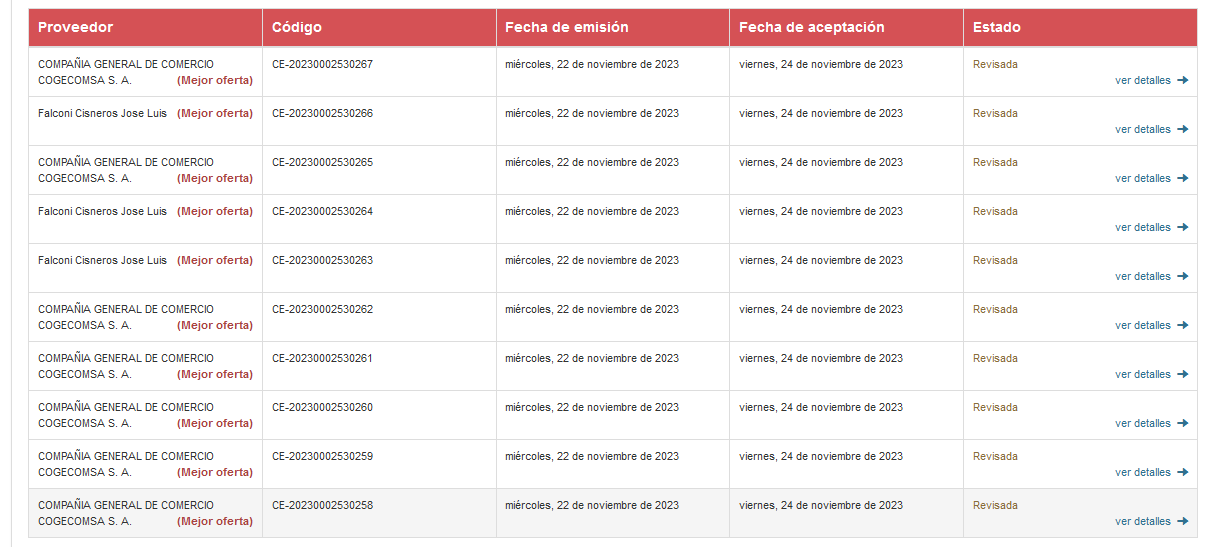 Proveedor Código Fecha de emisión Fecha de aceptación Estado
COMPAÑIA GENERAL DE COMERCIO CE-20230002530267 miércoles, 22 de noviembre de 2023 viernes, 24 de noviembre de 2023 Revisada
COGECOMSA S. A. (Mejor oferta) ver detalles
Falconi Cisneros Jose Luis (Mejor oferta) CE-20230002530266 miércoles, 22 de noviembre de 2023 viernes, 24 de noviembre de 2023 Revisada
ver detalles
COMPAÑIA GENERAL DE COMERCIO CE-20230002530265 miércoles, 22 de noviembre de 2023 viernes, 24 de noviembre de 2023 Revisada
COGECOMSA S. A. (Mejor oferta) ver detalles
Falconi Cisneros Jose Luis (Mejor oferta) CE-20230002530264 miércoles, 22 de noviembre de 2023 viernes, 24 de noviembre de 2023 Revisada
ver detalles
Falconi Cisneros Jose Luis (Mejor oferta) CE-20230002530263 miércoles, 22 de noviembre de 2023 viernes, 24 de noviembre de 2023 Revisada
ver detalles
COMPAÑIA GENERAL DE COMERCIO CE-20230002530262 miércoles, 22 de noviembre de 2023 viernes, 24 de noviembre de 2023 Revisada
COGECOMSA S. A. (Mejor oferta) ver detalles
COMPAÑIA GENERAL DE COMERCIO CE-20230002530261 miércoles, 22 de noviembre de 2023 viernes, 24 de noviembre de 2023 Revisada
COGECOMSA S. A. (Mejor oferta) ver detalles
COMPAÑIA GENERAL DE COMERCIO CE-20230002530260 miércoles, 22 de noviembre de 2023 viernes, 24 de noviembre de 2023 Revisada
COGECOMSA S. A. (Mejor oferta) ver detalles
COMPAÑIA GENERAL DE COMERCIO CE-20230002530259 miércoles, 22 de noviembre de 2023 viernes, 24 de noviembre de 2023 Revisada
COGECOMSA S. A. (Mejor oferta) ver detalles
COMPAÑIA GENERAL DE COMERCIO CE-20230002530258 miércoles, 22 de noviembre de 2023 viernes, 24 de noviembre de 2023 Revisada
COGECOMSA S. A. (Mejor oferta) ver detalles